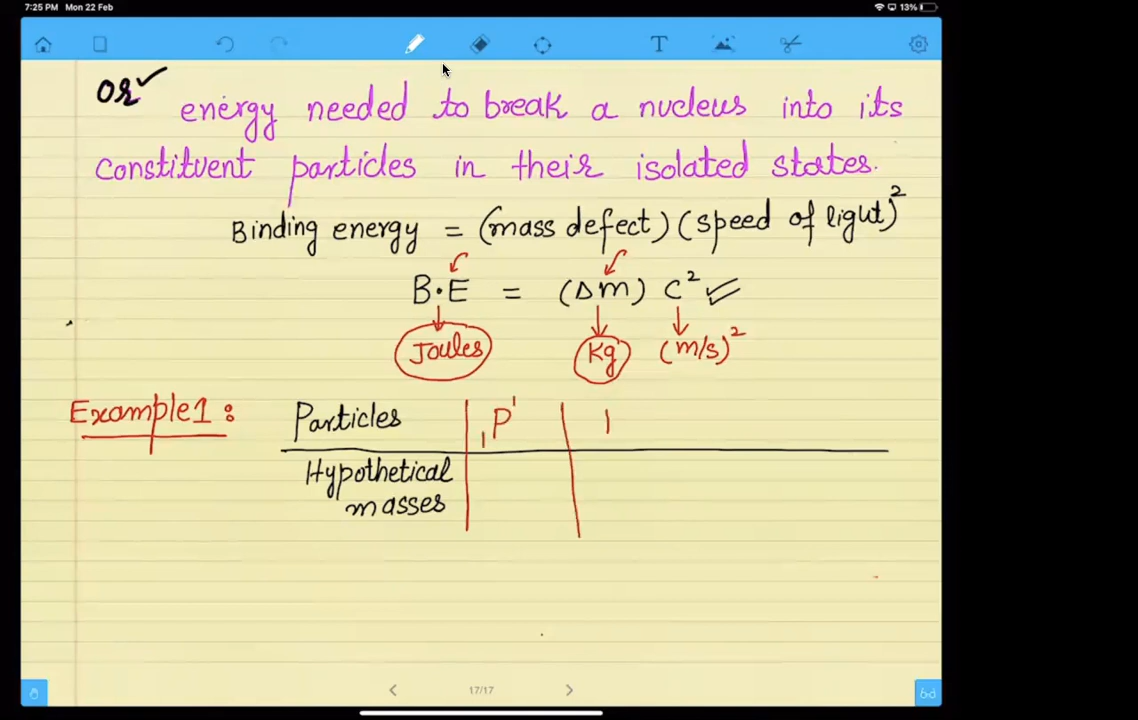 7:25 PM Mon 22 Feb 13%
T
OR energy needed to break a nucleus into its
constituent particles in their isolated states.
Binding energy = (mass defect) (speed of light)²
B.E = (Δm) C²
Joules Kg (m/s)²
Example1: Particles ₁P¹ 1
Hypothetical
masses
17/17